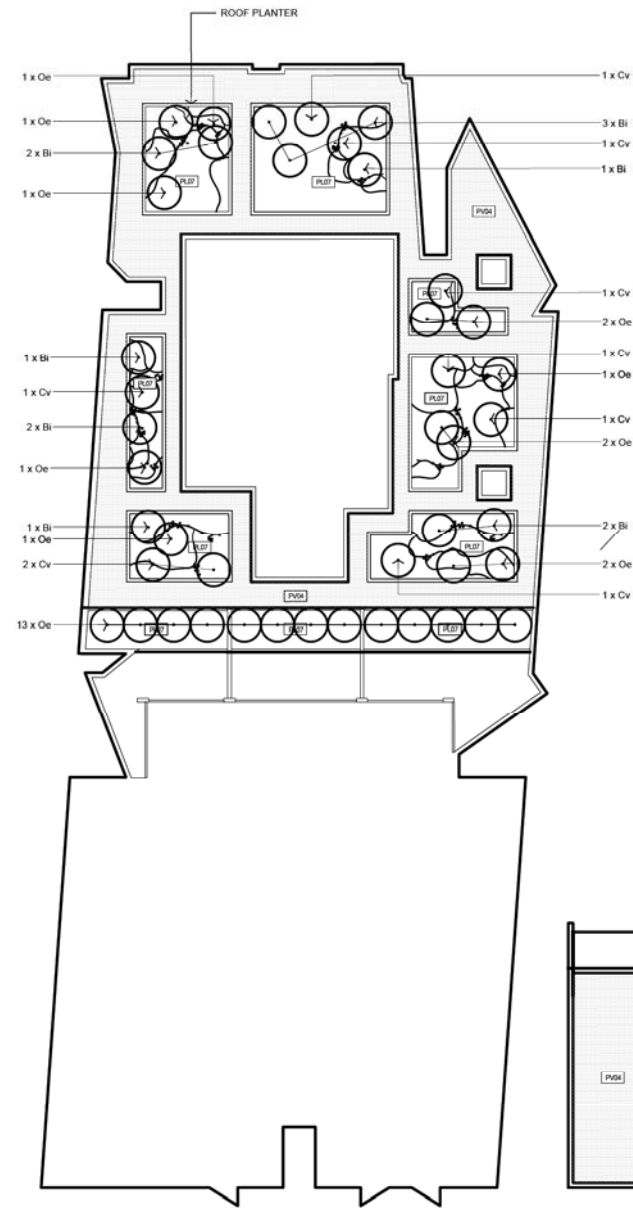 ROOF PLANTER
1 x Oe
1 x Cv
1 x Oe
3 x Bi
2 x Bi
1 x Cv
1 x Bi
PL07
PL07
1 x Oe
PV04
1 x Cv
PL07
2 x Oe
1 x Cv
1 x Bi
1 x Oe
PL07
1 x Cv
PL07
1 x Cv
2 x Bi
2 x Oe
1 x Oe
1 x Bi
2 x Bi
1 x Oe
PL07
PL07
2 x Cv
2 x Oe
1 x Cv
PV04
13 x Oe
PL07
PL07
PL07
PV04